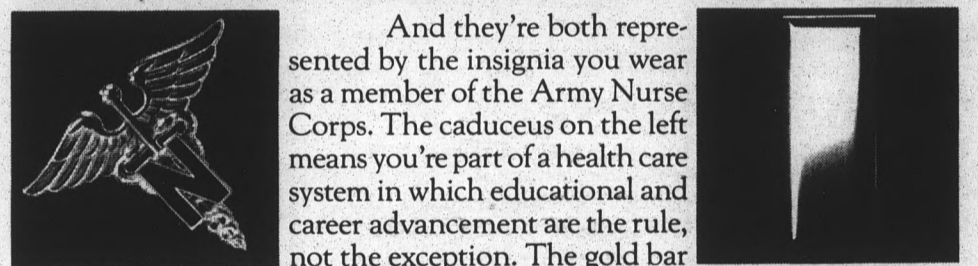 And they're both repre-
sented by the insignia you wear
as a member of the Army Nurse
Corps. The caduceus on the left
means you're part of a health care
system in which educational and
career advancement are the rule,
not the exception. The gold bar